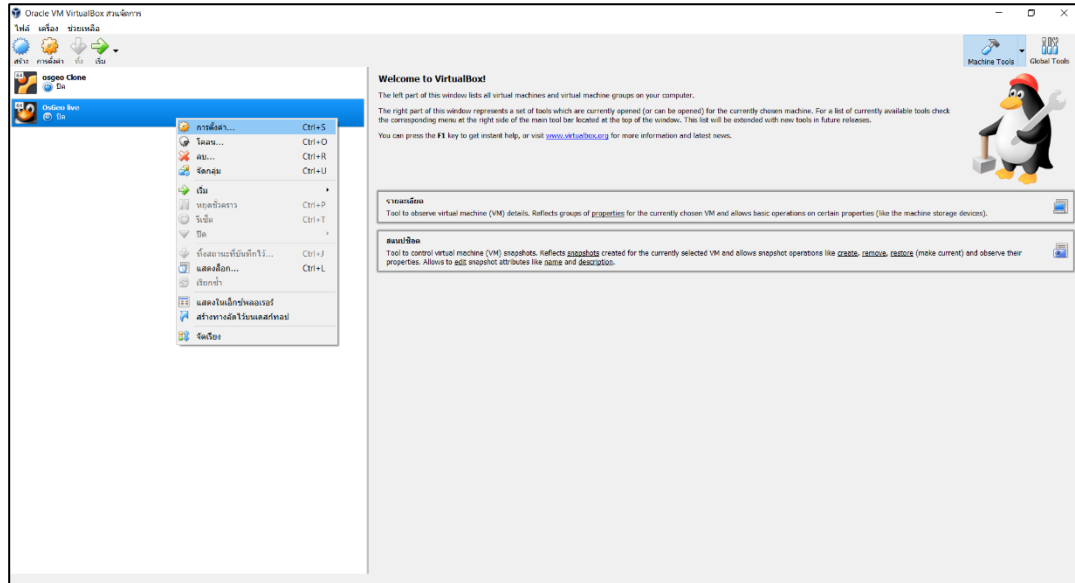 Oracle VM VirtualBox ส่วนจัดการ
ไฟล์ เครื่อง ช่วยเหลือ
สร้าง การตั้งค่า ทิ้ง เริ่ม
Machine Tools Global Tools
osgeo Clone
ปิด
OsGeo live
ปิด
การตั้งค่า... Ctrl+S
โคลน... Ctrl+O
ลบ... Ctrl+R
จัดกลุ่ม Ctrl+U
เริ่ม
หยุดชั่วคราว Ctrl+P
รีเซ็ต Ctrl+T
ปิด
ทิ้งสถานะที่บันทึกไว้... Ctrl+J
แสดงล็อก... Ctrl+L
เรียกซ้ำ
แสดงในเอ็กซ์พลอเรอร์
สร้างทางลัดไว้บนเดสก์ทอป
จัดเรียง
Welcome to VirtualBox!
The left part of this window lists all virtual machines and virtual machine groups on your computer.
The right part of this window represents a set of tools which are currently opened (or can be opened) for the currently chosen machine. For a list of currently available tools check
the corresponding menu at the right side of the main tool bar located at the top of the window. This list will be extended with new tools in future releases.
You can press the F1 key to get instant help, or visit www.virtualbox.org for more information and latest news.
รายละเอียด
Tool to observe virtual machine (VM) details. Reflects groups of properties for the currently chosen VM and allows basic operations on certain properties (like the machine storage devices).
สแนปช็อต
Tool to control virtual machine (VM) snapshots. Reflects snapshots created for the currently selected VM and allows snapshot operations like create, remove, restore (make current) and observe their
properties. Allows to edit snapshot attributes like name and description.